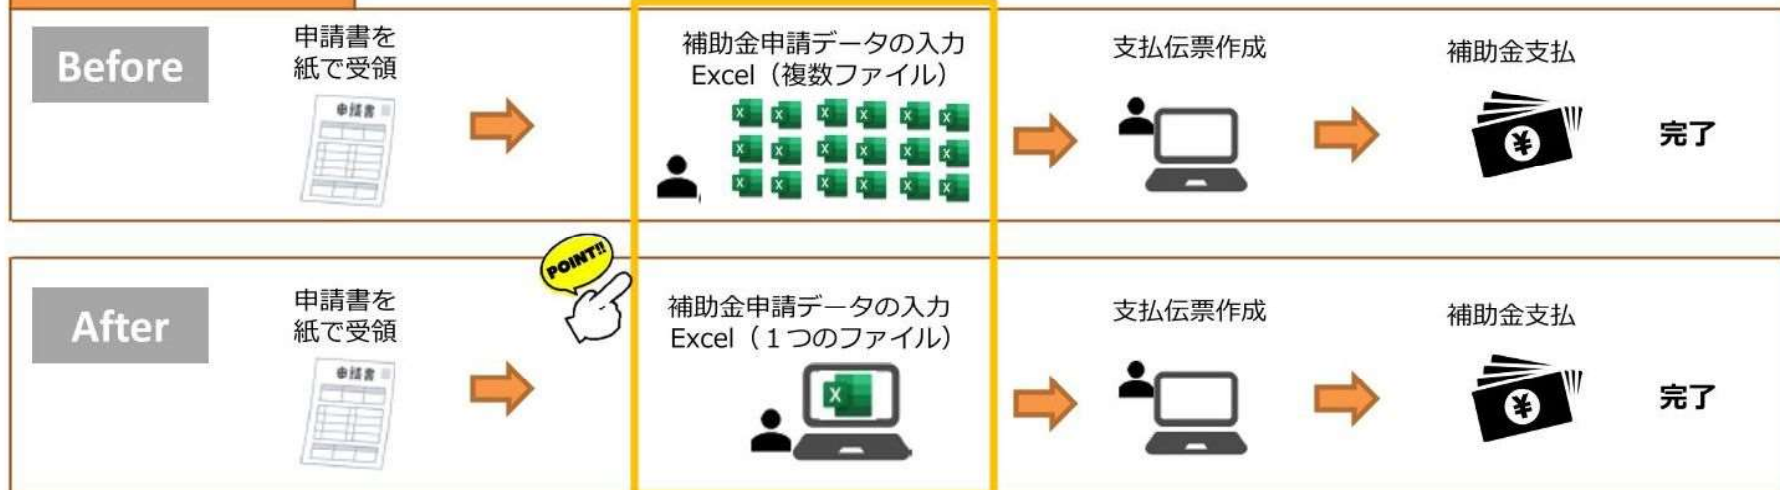 Before
申請書を
紙で受領
申請書
補助金申請データの入力
Excel（複数ファイル）
支払伝票作成
補助金支払
完了
POINT!!
After
申請書を
紙で受領
申請書
補助金申請データの入力
Excel（１つのファイル）
支払伝票作成
補助金支払
完了